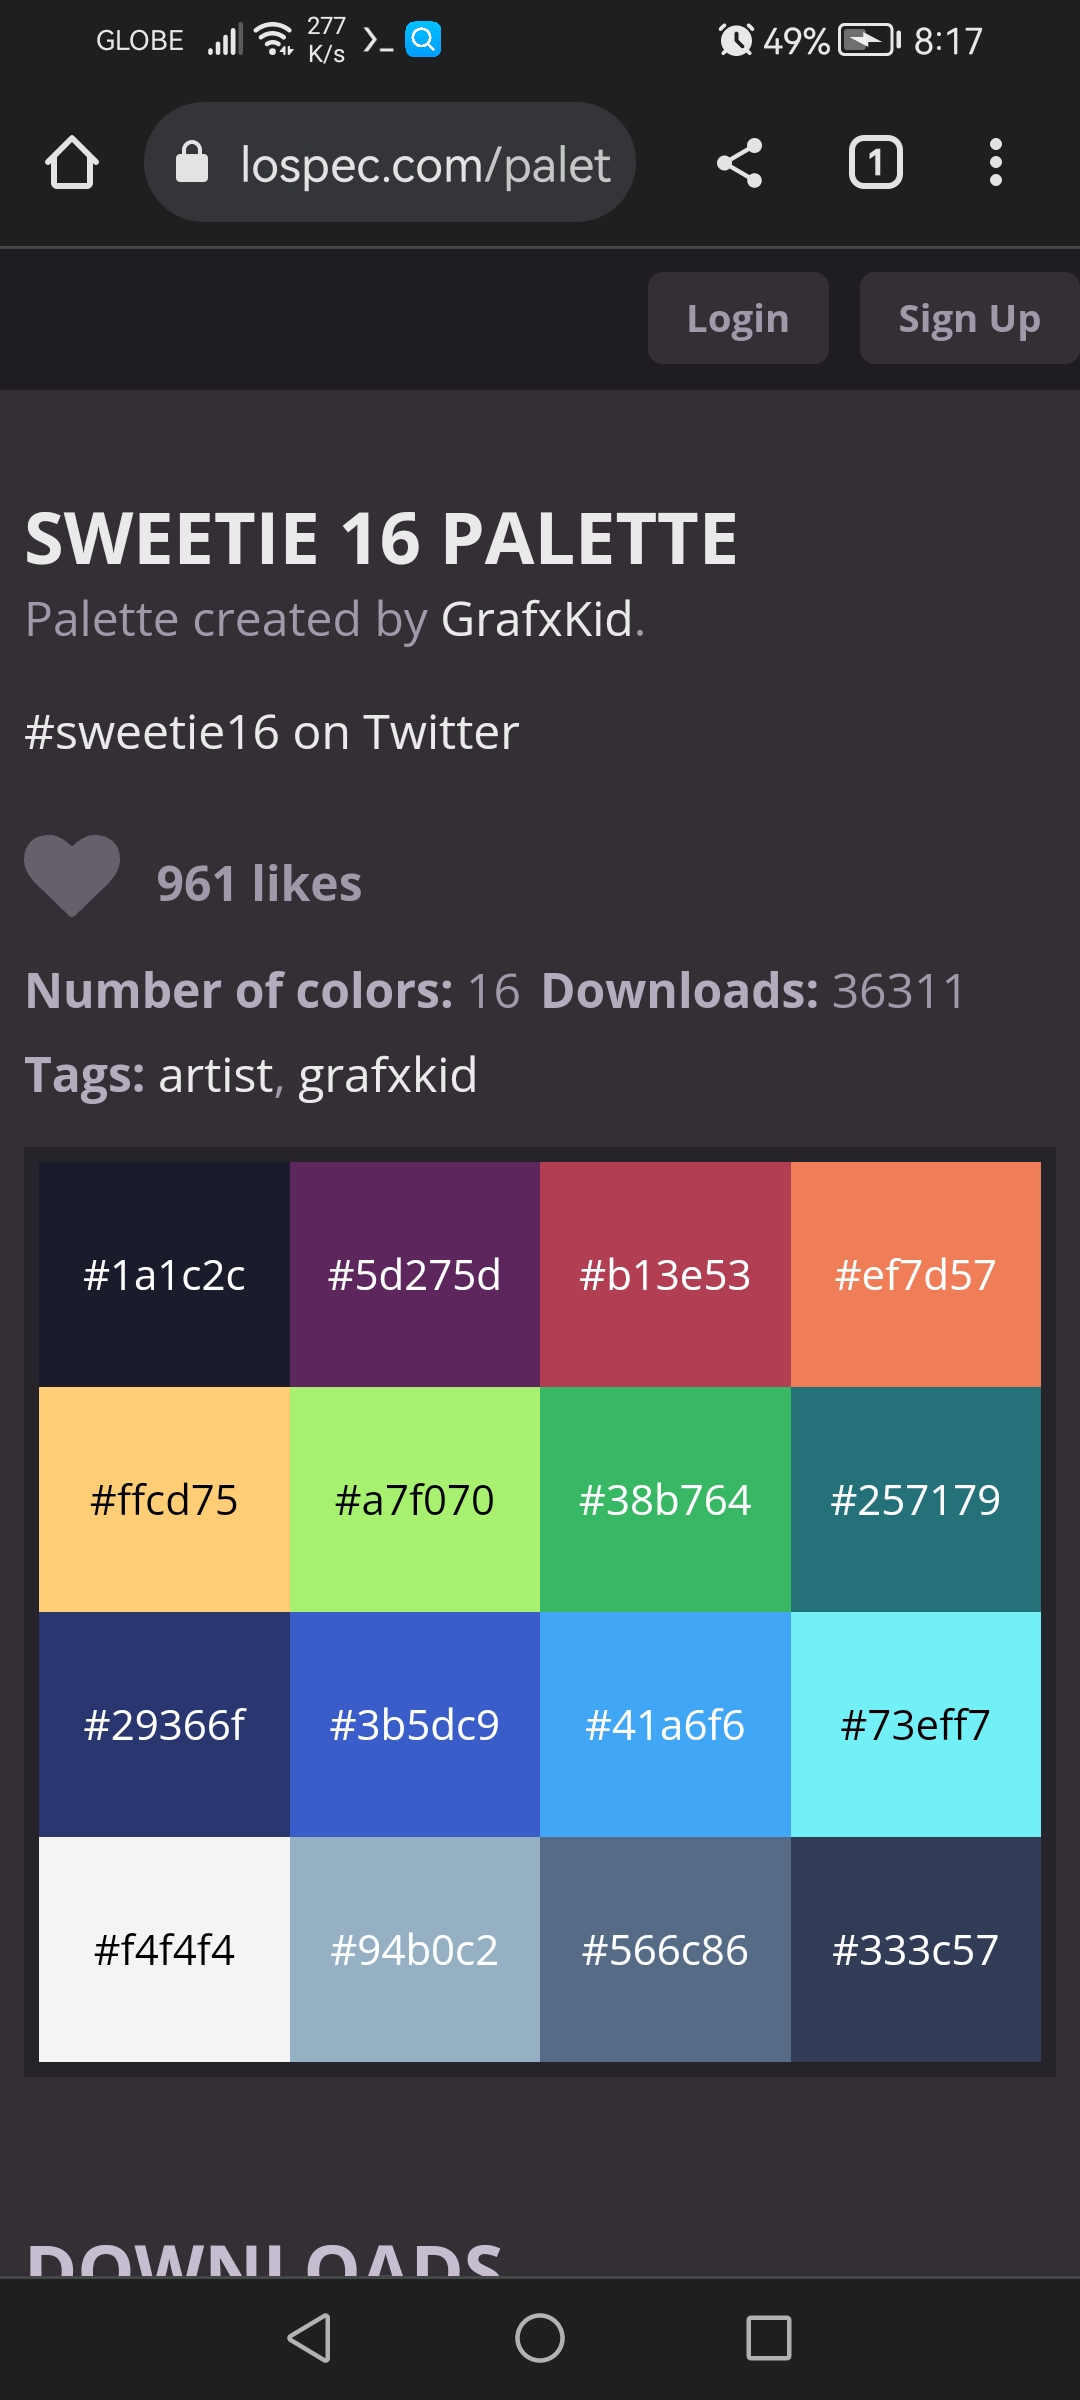 GLOBE 277 K/s 49% 8:17
lospec.com/palet 1
Login Sign Up
SWEETIE 16 PALETTE
Palette created by GrafxKid.
#sweetie16 on Twitter
961 likes
Number of colors: 16 Downloads: 36311
Tags: artist, grafxkid
#1a1c2c #5d275d #b13e53 #ef7d57
#ffcd75 #a7f070 #38b764 #257179
#29366f #3b5dc9 #41a6f6 #73eff7
#f4f4f4 #94b0c2 #566c86 #333c57
DOWNLOADS